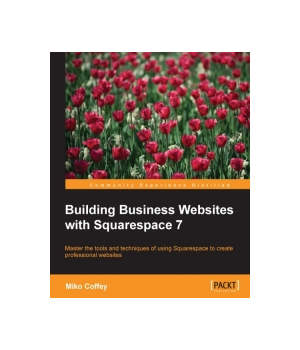 Community Experience Distilled
Building Business Websites
with Squarespace 7
Master the tools and techniques of using Squarespace to create
professional websites
Miko Coffey
PACKT
PUBLISHING